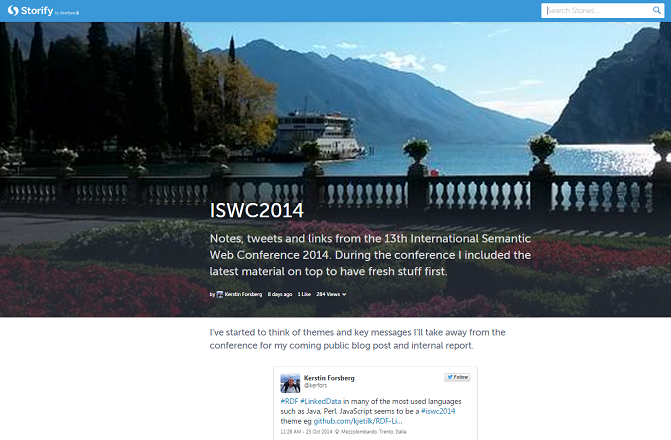 Storify by livefyre
Search Stories...
ISWC2014
Notes, tweets and links from the 13th International Semantic
Web Conference 2014. During the conference I included the
latest material on top to have fresh stuff first.
by Kerstin Forsberg 8 days ago 1 Like 284 Views
I've started to think of themes and key messages I'll take away from the
conference for my coming public blog post and internal report.
Kerstin Forsberg
@kerfors
Follow
#RDF #LinkedData in many of the most used languages
such as Java. Perl, JavaScript seems to be a #iswc2014
theme eg github.com/kjetilk/RDF-Li...
11:28 AM - 23 Oct 2014 Mezzolombardo, Trento, Italia